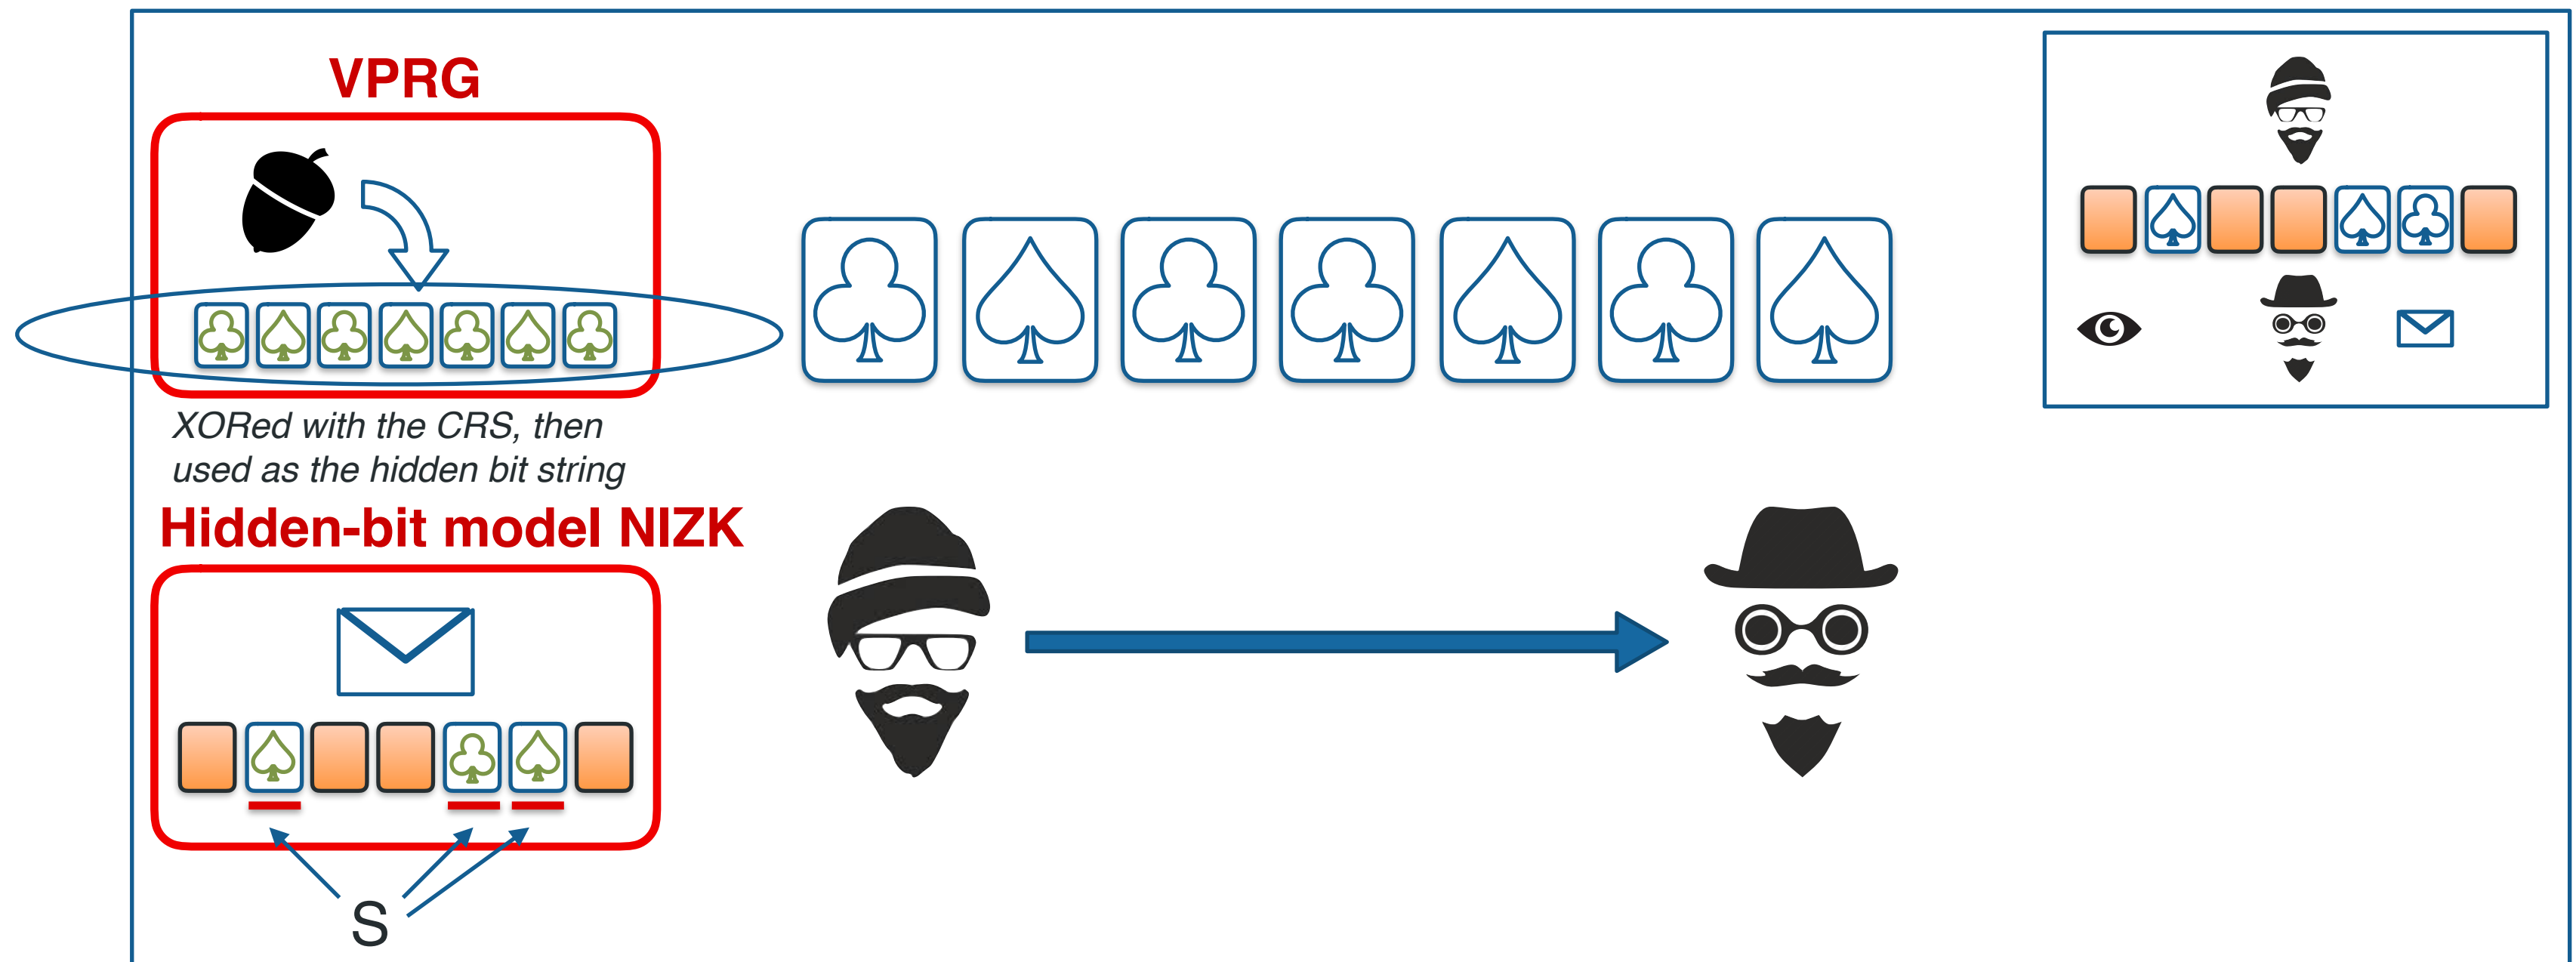 VPRG
XORed with the CRS, then
used as the hidden bit string
Hidden-bit model NIZK
S